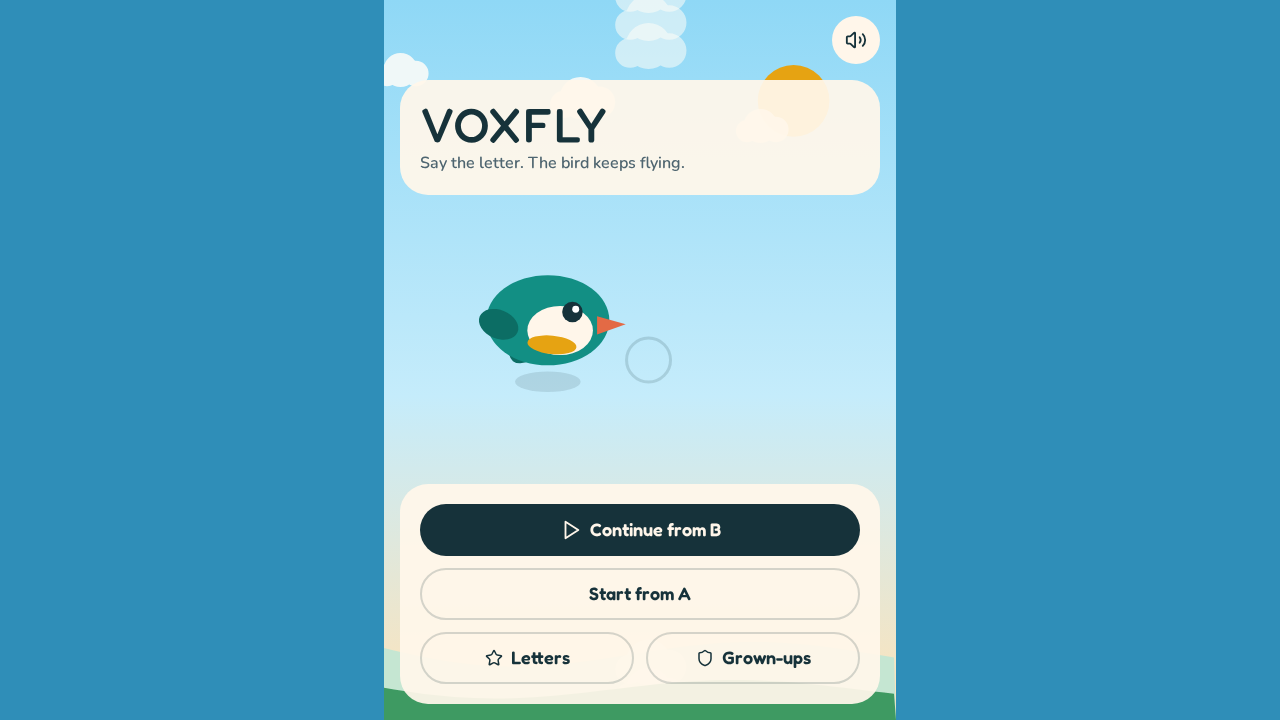 VOXFLY
Say the letter. The bird keeps flying.
Continue from B
Start from A
Letters
Grown-ups